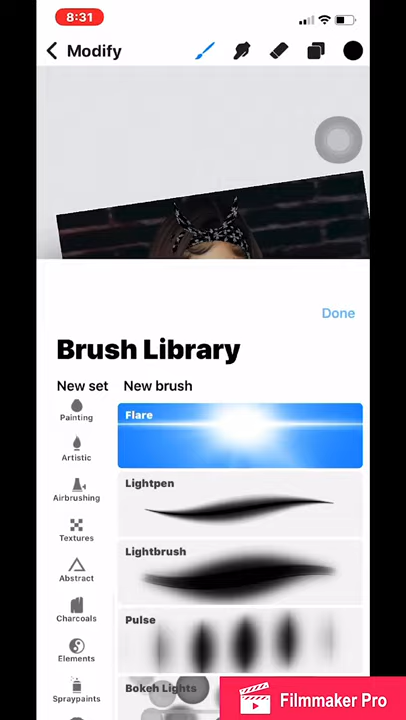 8:31
Modify
Done
Brush Library
New set New brush
Painting
Artistic
Airbrushing
Textures
Abstract
Charcoals
Elements
Spraypaints
Flare
Lightpen
Lightbrush
Pulse
Bokeh Lights
Filmmaker Pro